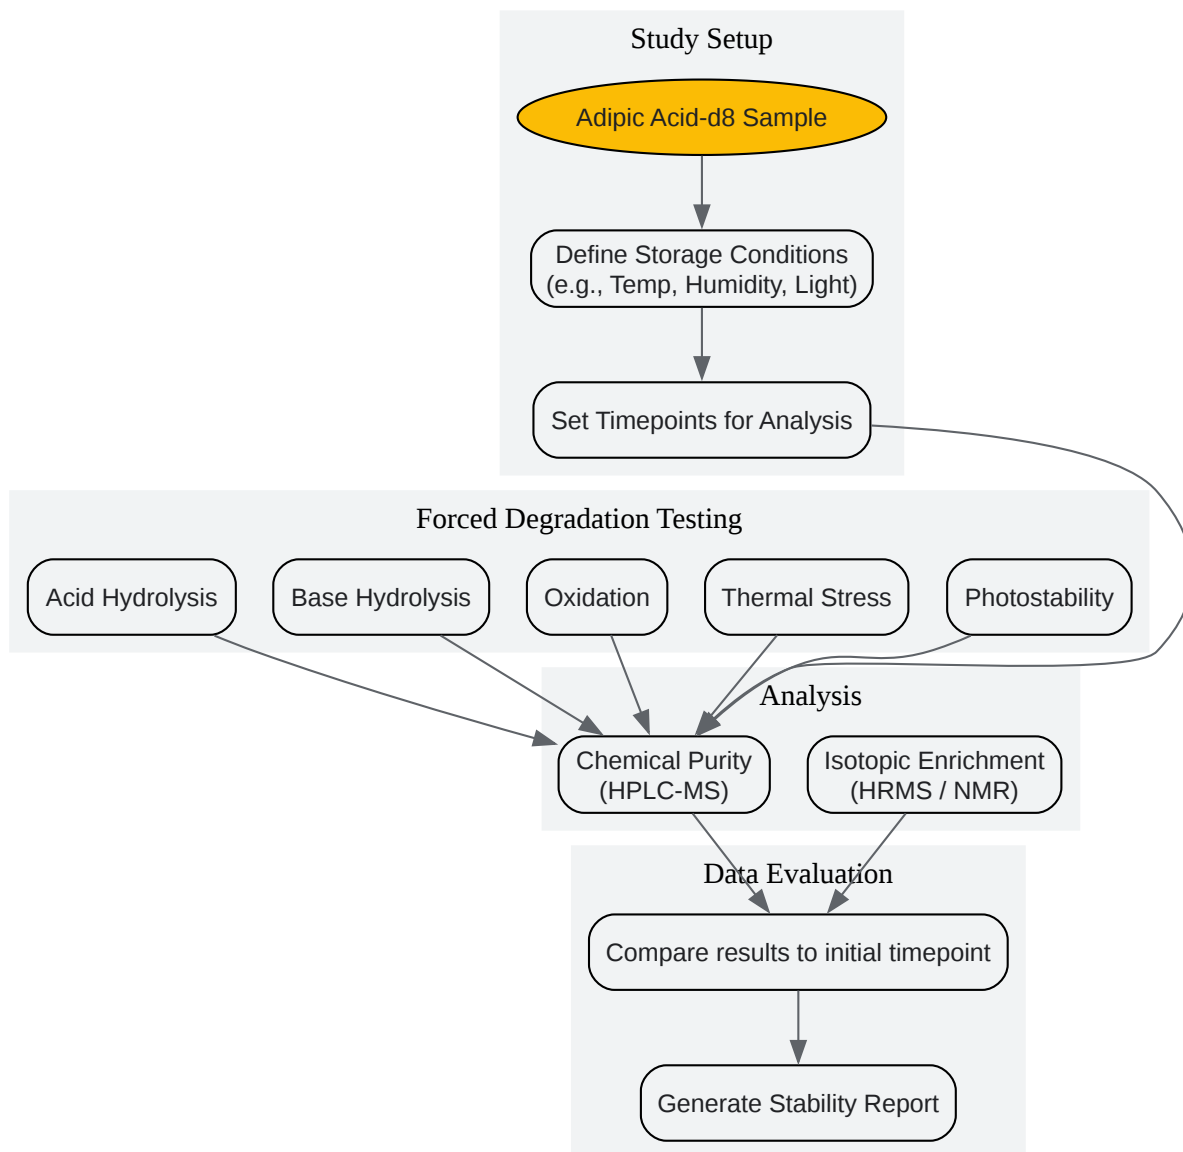 Study Setup
Adipic Acid-d8 Sample
Define Storage Conditions
(e.g., Temp, Humidity, Light)
Set Timepoints for Analysis
Forced Degradation Testing
Acid Hydrolysis
Base Hydrolysis
Oxidation
Thermal Stress
Photostability
Analysis
Chemical Purity
(HPLC-MS)
Isotopic Enrichment
(HRMS / NMR)
Data Evaluation
Compare results to initial timepoint
Generate Stability Report